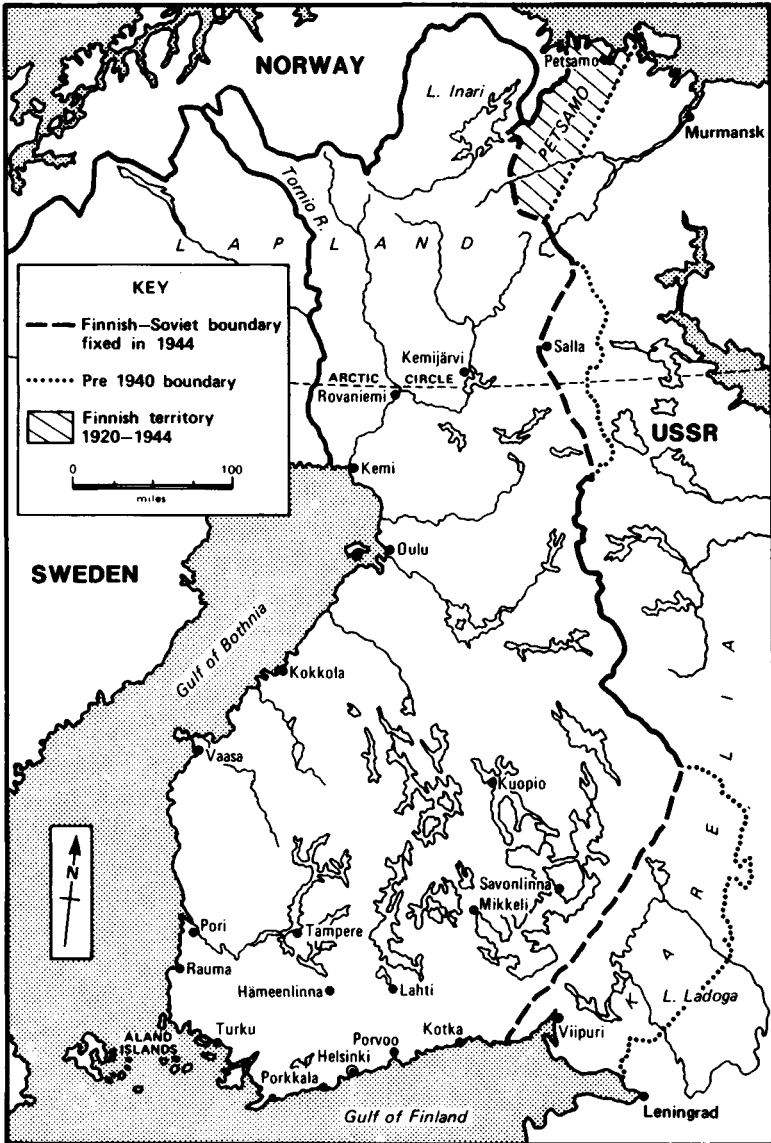 NORWAY
L. Inari
Petsamo
PETSAMO
Murmansk
Tornio R.
LAPLAND
KEY
Finnish–Soviet boundary
fixed in 1944
Pre 1940 boundary
Finnish territory
1920–1944
0 100
miles
Salla
Kemijärvi
ARCTIC CIRCLE
Rovaniemi
USSR
Kemi
Oulu
SWEDEN
Gulf of Bothnia
Kokkola
Vaasa
Kuopio
KARELIA
N
Savonlinna
Mikkeli
Pori
Tampere
Rauma
Hämeenlinna
Lahti
L. Ladoga
Viipuri
ALAND
ISLANDS
Turku
Porvoo
Kotka
Helsinki
Porkkala
Leningrad
Gulf of Finland